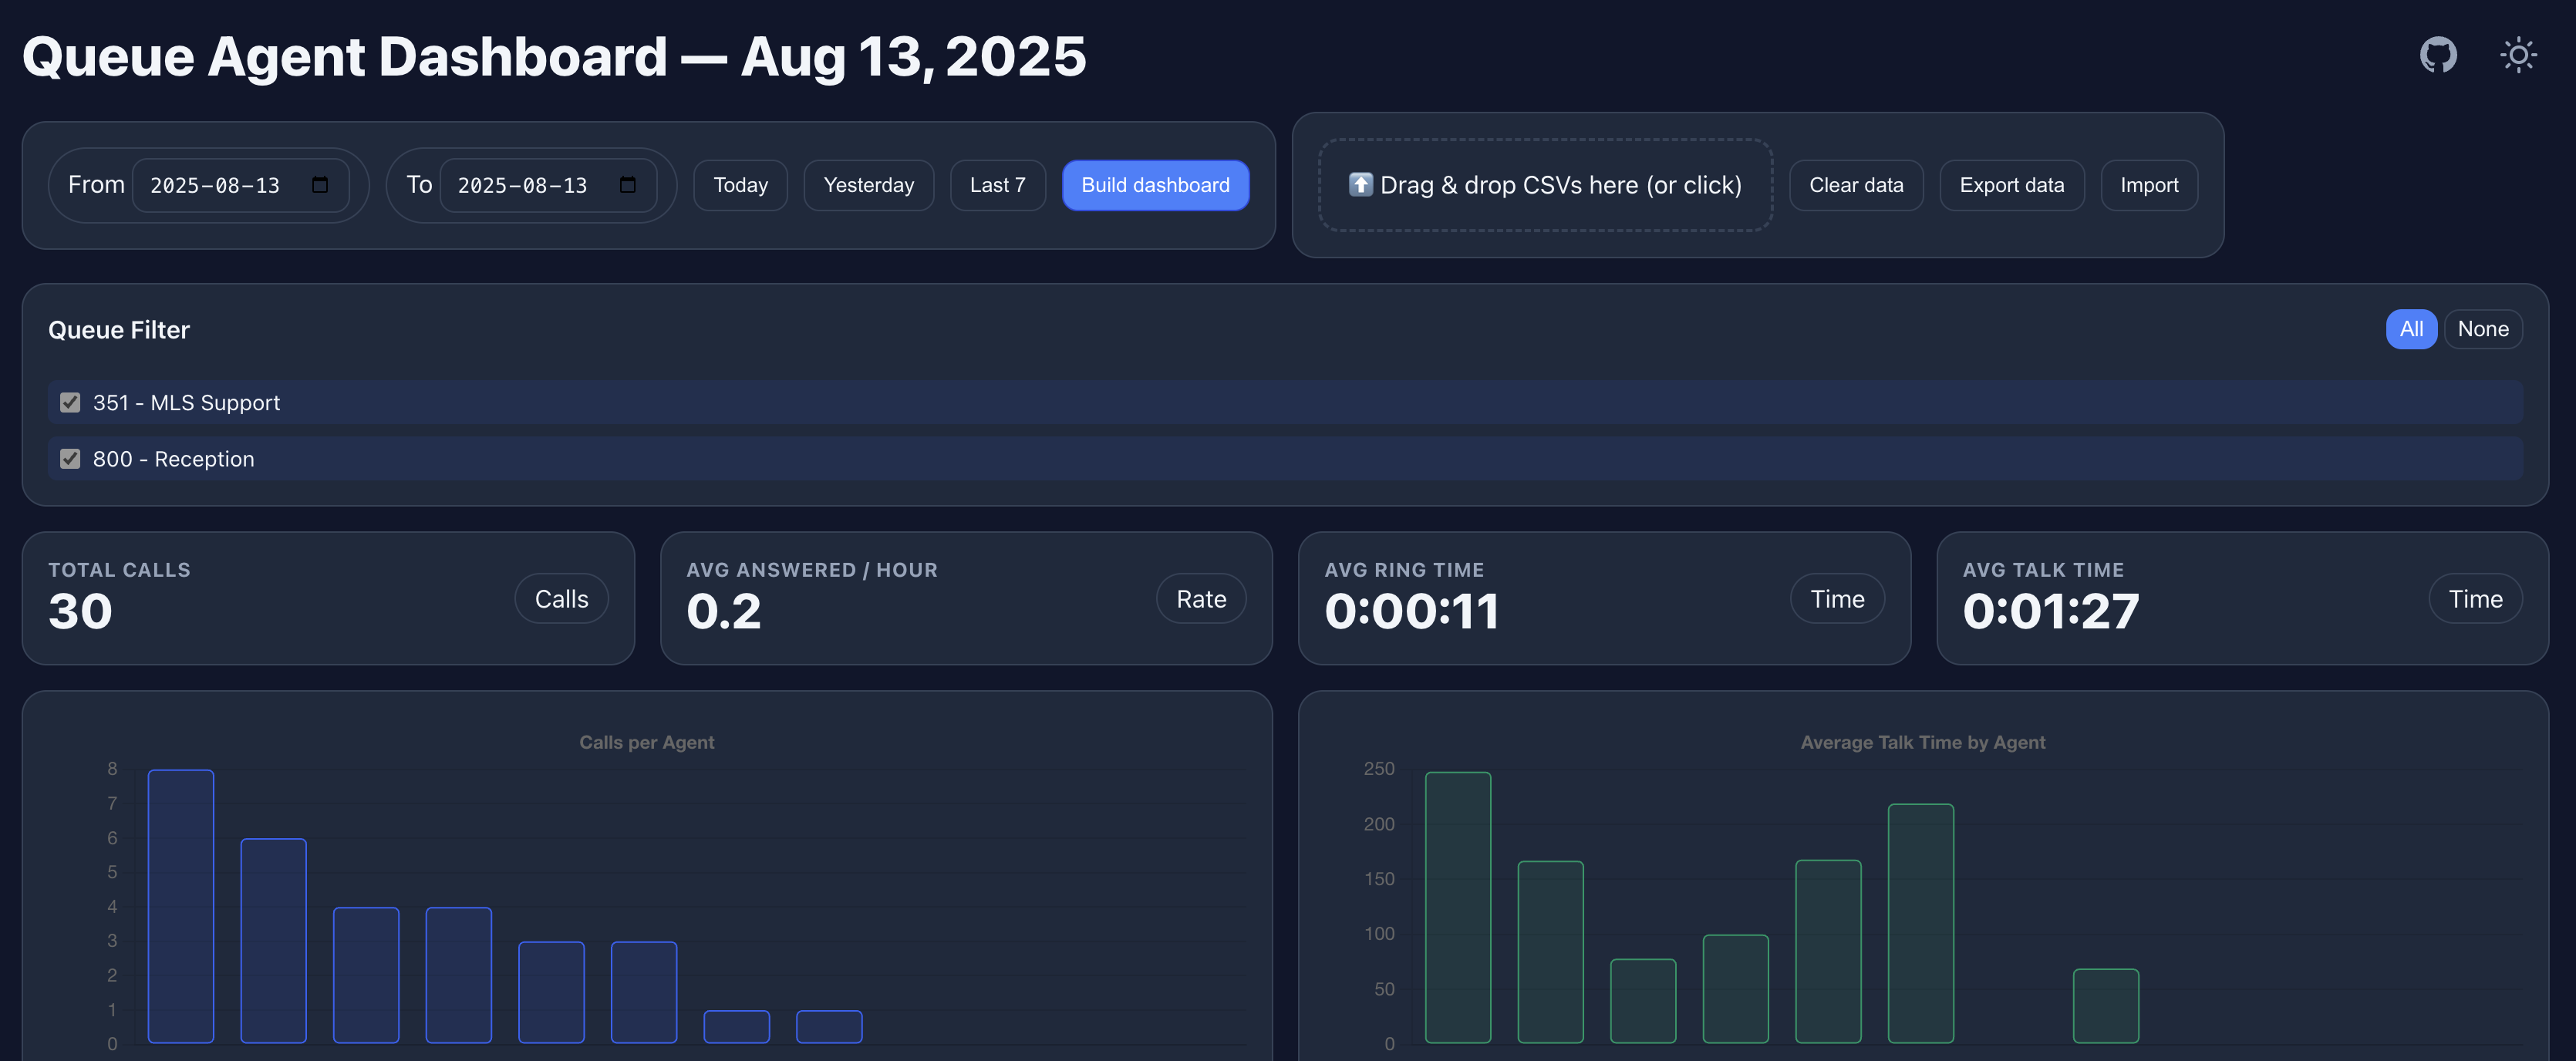 Queue Agent Dashboard — Aug 13, 2025
From 2025-08-13 To 2025-08-13 Today Yesterday Last 7 Build dashboard
Drag & drop CSVs here (or click) Clear data Export data Import
Queue Filter All None
351 - MLS Support
800 - Reception
TOTAL CALLS
30 Calls
AVG ANSWERED / HOUR
0.2 Rate
AVG RING TIME
0:00:11 Time
AVG TALK TIME
0:01:27 Time
Calls per Agent
8
7
6
5
4
3
2
1
0
Average Talk Time by Agent
250
200
150
100
50
0